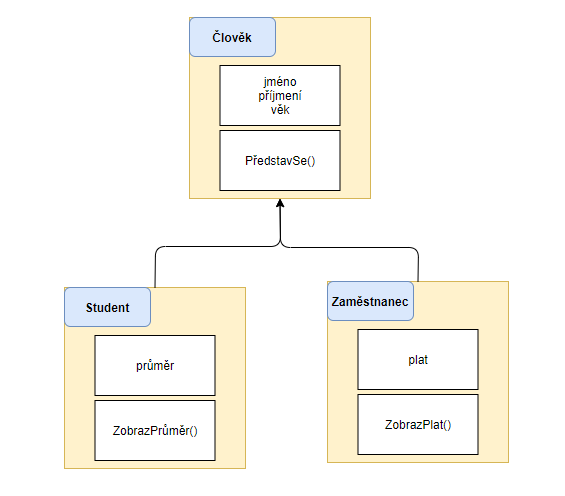 Člověk
jméno
příjmení
věk
PředstavSe()
Student
průměr
ZobrazPrůměr()
Zaměstnanec
plat
ZobrazPlat()